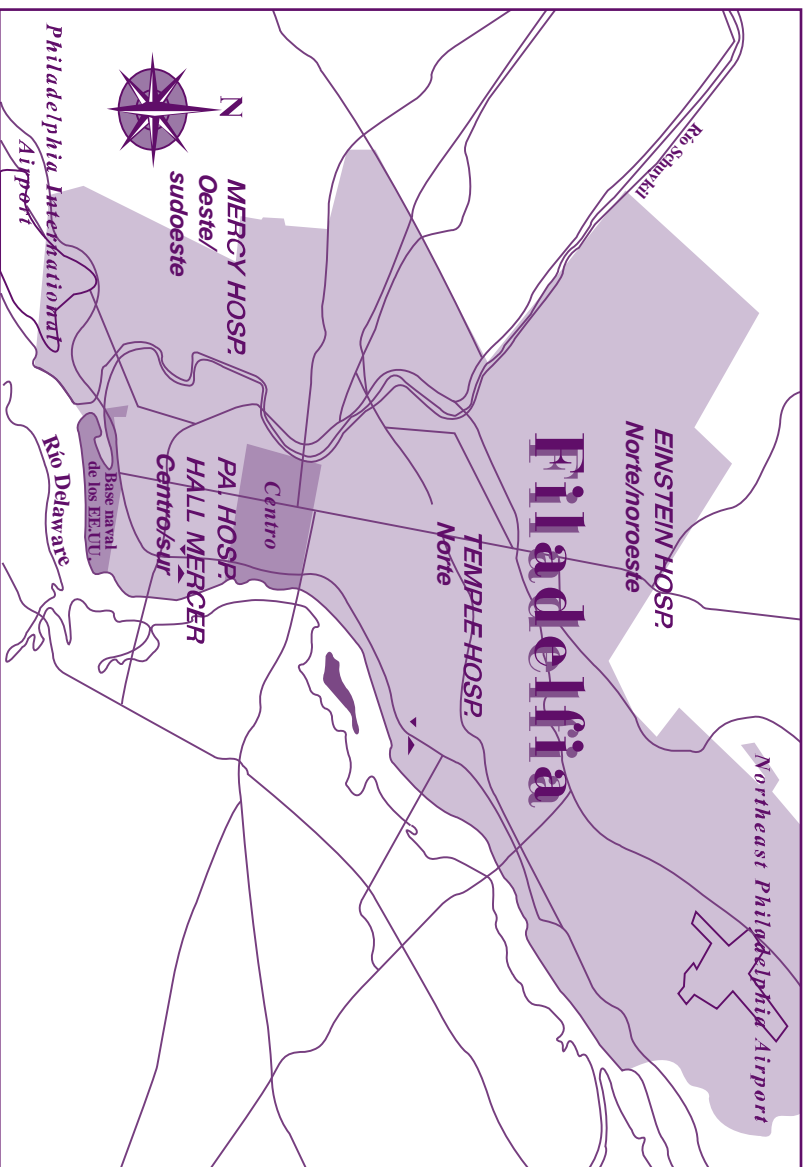 Northeast Philadelphia Airport
EINSTEIN HOSP.
Norte/noroeste
Río Schuykil
Filadelfia
TEMPLE HOSP.
Norte
N
Centro
MERCY HOSP.
Oeste/
sudoeste
PA. HOSP.
HALL MERCER
Centro/sur
Base naval
de los EE.UU.
Río Delaware
Philadelphia International
Airport